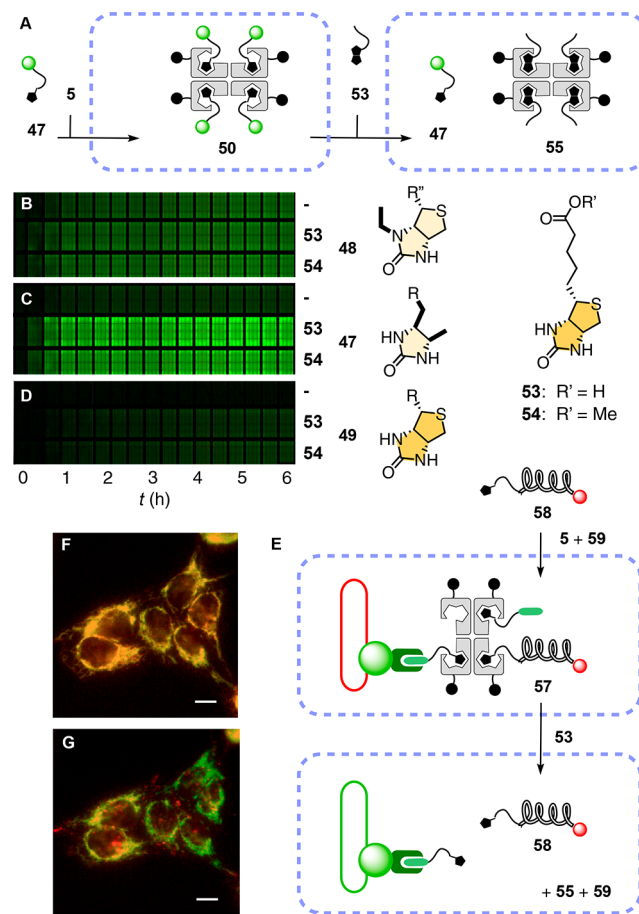 A
5
53
47
50
47
55
B
-
53
54
48
R''
S
N
NH
O
OR'
O
S
HN
NH
O
C
-
53
54
47
R
HN
NH
O
53: R' = H
54: R' = Me
D
-
53
54
49
R
S
HN
NH
O
0 1 2 3 4 5 6
t (h)
58
5 + 59
F
E
57
53
G
58
+ 55 + 59